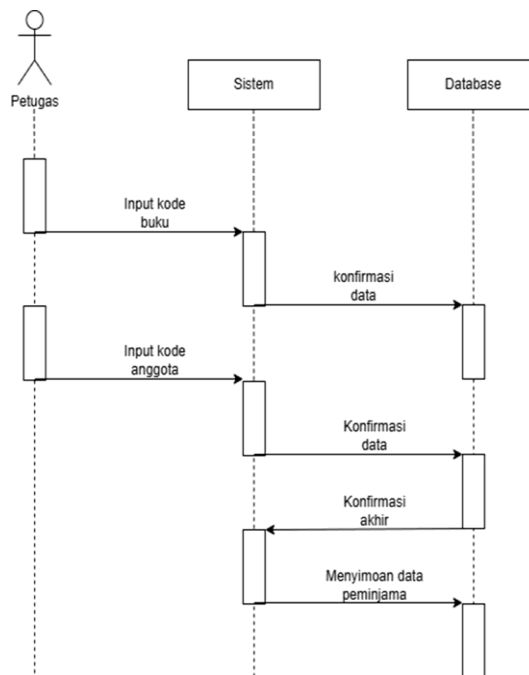 Petugas
Sistem
Database
Input kode
buku
konfirmasi
data
Input kode
anggota
Konfirmasi
data
Konfirmasi
akhir
Menyimoan data
peminjama